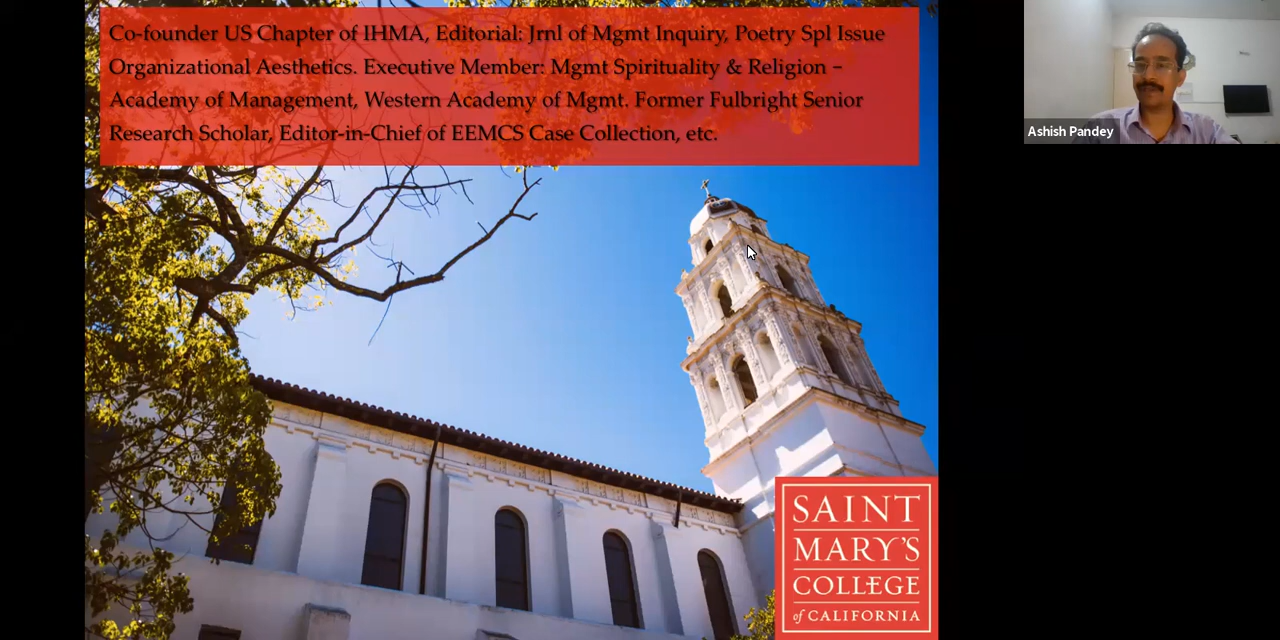 Co-founder US Chapter of IHMA, Editorial: Jrnl of Mgmt Inquiry, Poetry Spl Issue
Organizational Aesthetics. Executive Member: Mgmt Spirituality & Religion –
Academy of Management, Western Academy of Mgmt. Former Fulbright Senior
Research Scholar, Editor-in-Chief of EEMCS Case Collection, etc.
Ashish Pandey
SAINT
MARY'S
COLLEGE
of CALIFORNIA